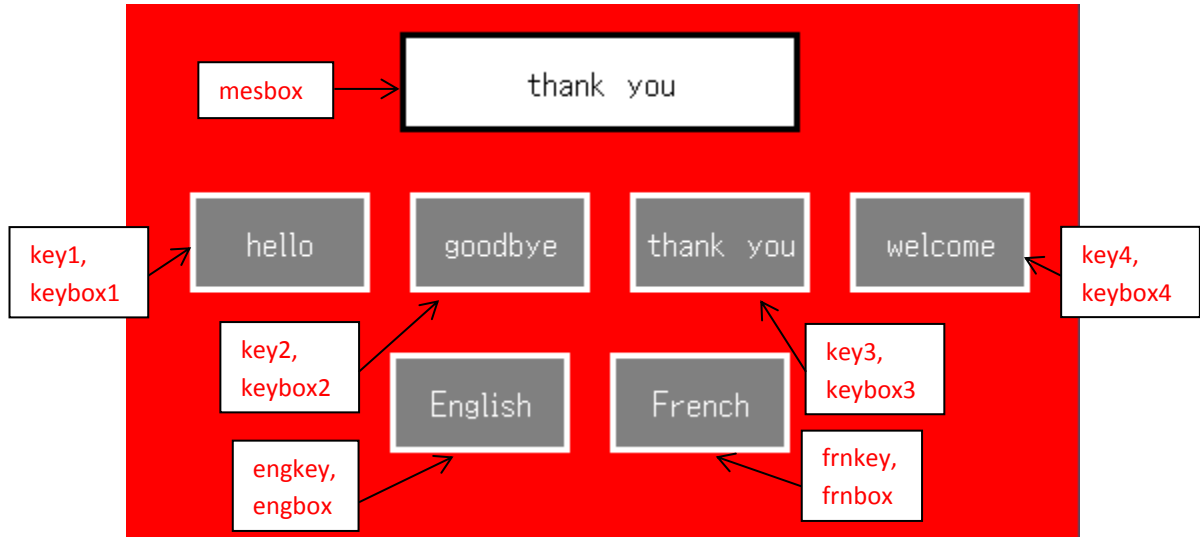 thank you
mesbox
hello
goodbye
thank you
welcome
key1,
keybox1
key4,
keybox4
key2,
keybox2
key3,
keybox3
English
French
engkey,
engbox
frnkey,
frnbox